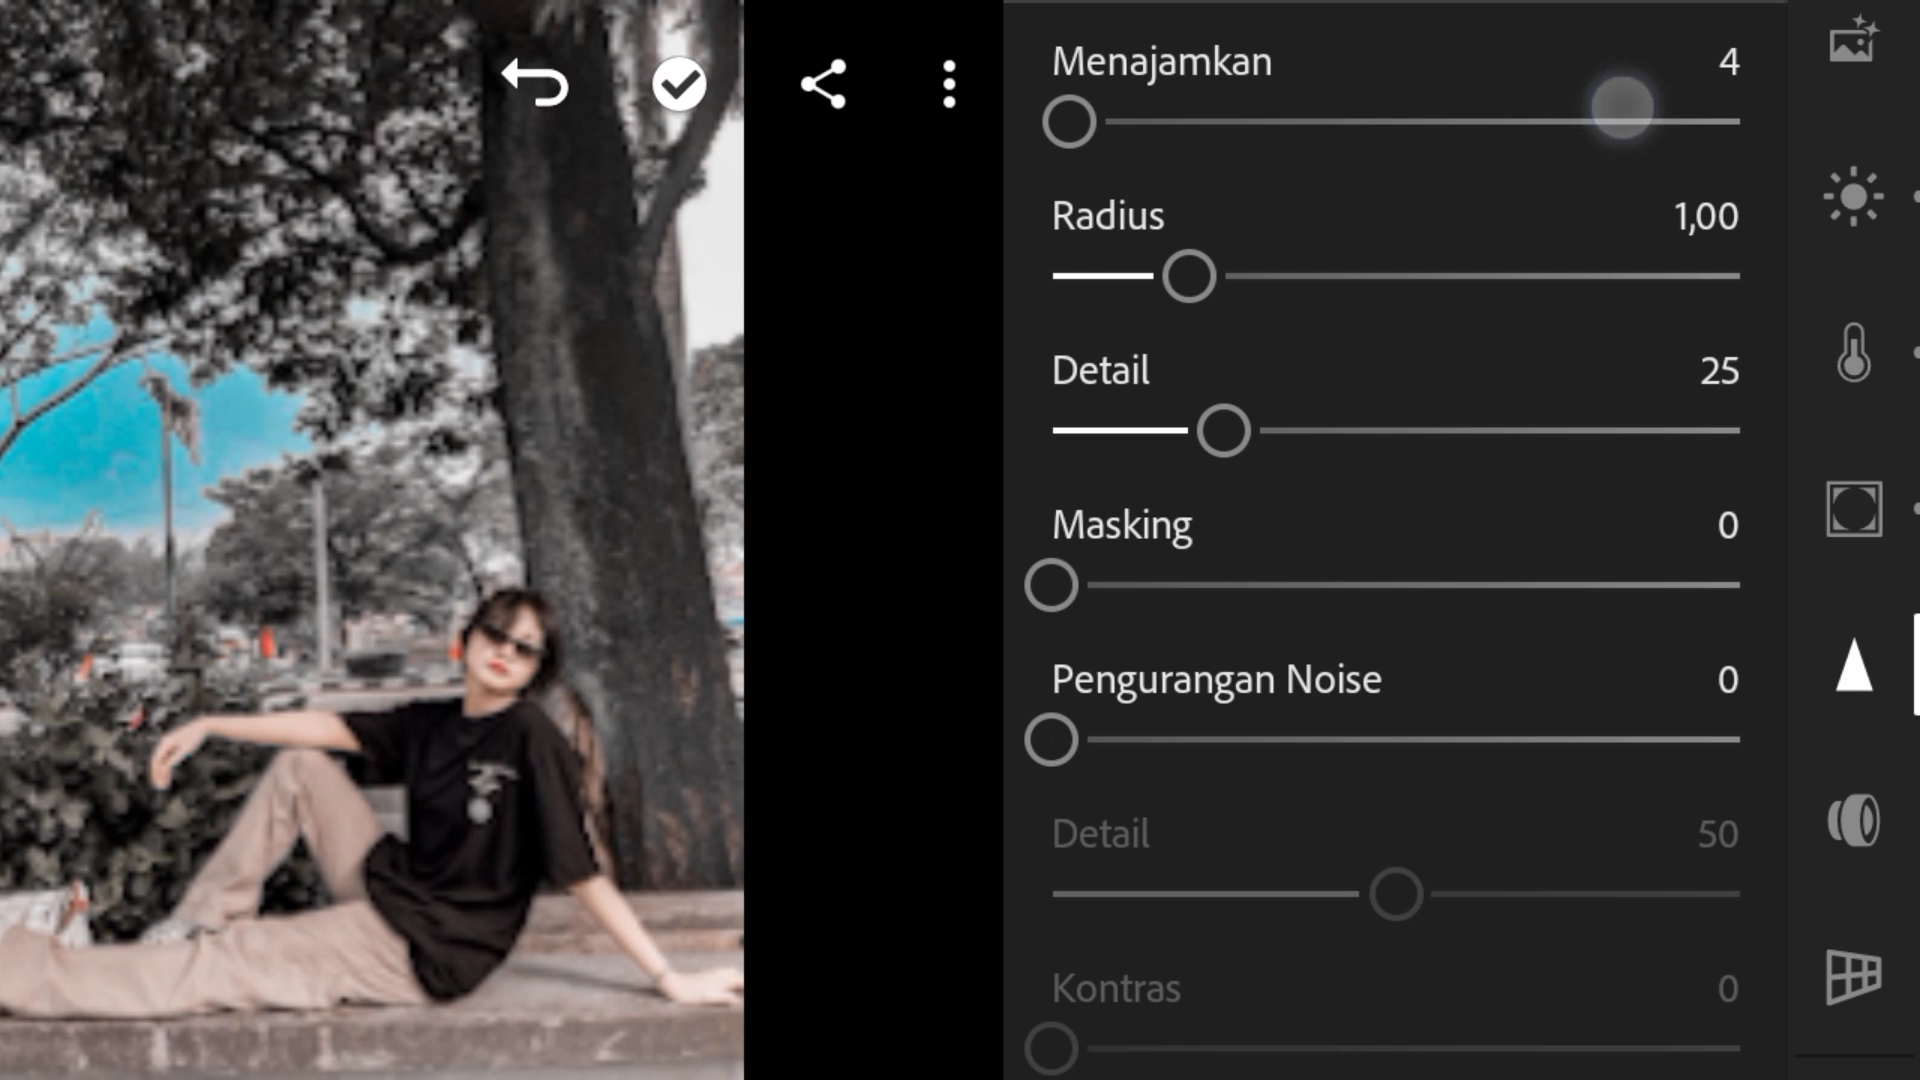 Menajamkan 4
Radius 1,00
Detail 25
Masking 0
Pengurangan Noise 0
Detail 50
Kontras 0